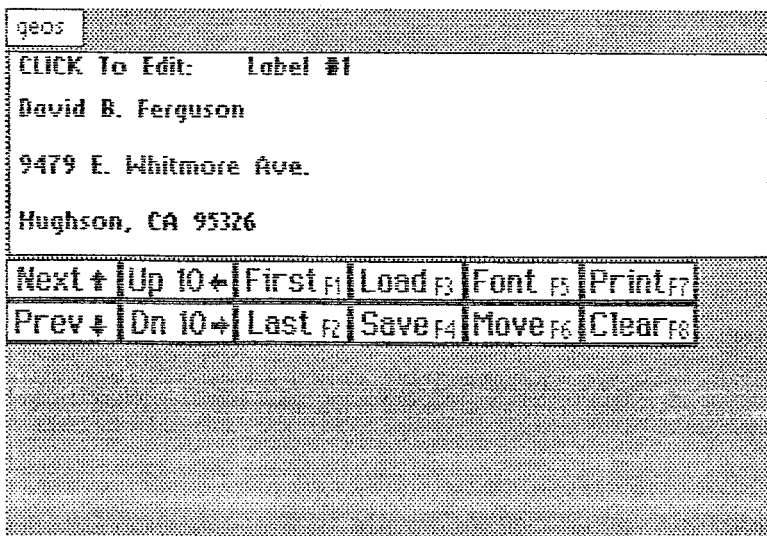 geos
CLICK To Edit: Label #1
David B. Ferguson
9479 E. Whitmore Ave.
Hughson, CA 95326
Next ↑ Up 10 ← First F1 Load F3 Font F5 Print F7
Prev ↓ Dn 10 → Last F2 Save F4 Move F6 Clear F8